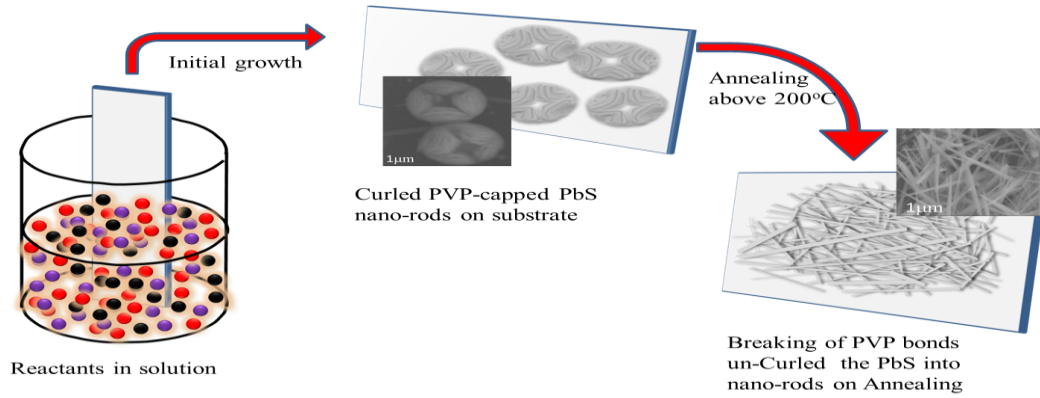 Initial growth
Annealing
above 200°C
1μm
1μm
Curled PVP-capped PbS
nano-rods on substrate
Reactants in solution
Breaking of PVP bonds
un-Curled the PbS into
nano-rods on Annealing